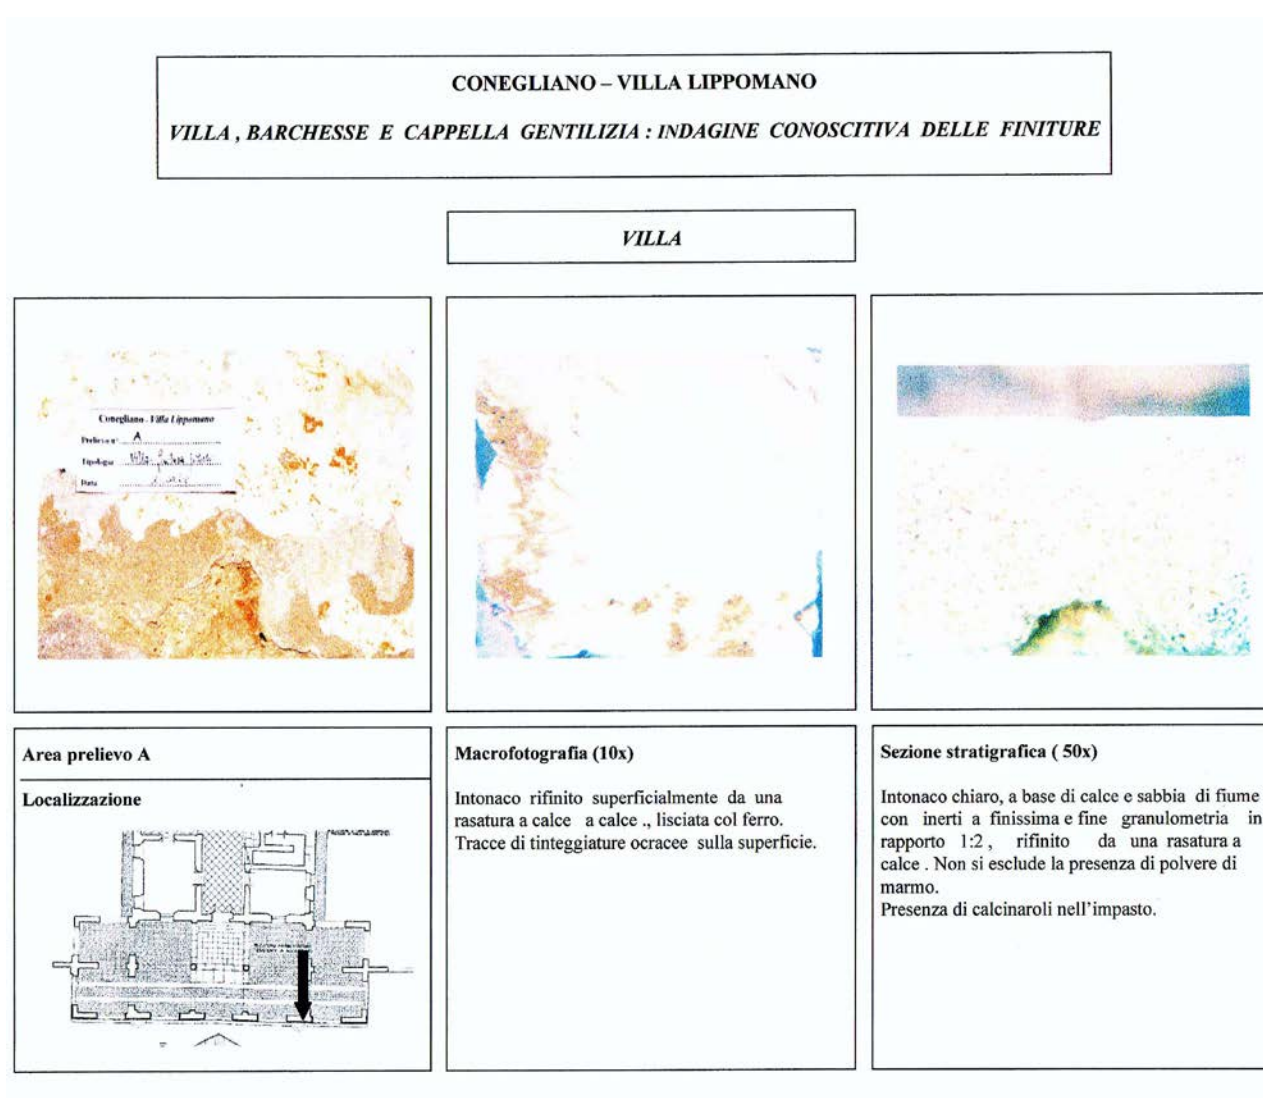 CONEGLIANO – VILLA LIPPOMANO
VILLA , BARCHESSE E CAPPELLA GENTILIZIA : INDAGINE CONOSCITIVA DELLE FINITURE
VILLA
Conegliano - Villa Lippomano
Prelievo n° A
Tipologia
Data
Area prelievo A
Localizzazione
Macrofotografia (10x)
Intonaco rifinito superficialmente da una
rasatura a calce a calce ., lisciata col ferro.
Tracce di tinteggiature ocracee sulla superficie.
Sezione stratigrafica ( 50x)
Intonaco chiaro, a base di calce e sabbia di fiume
con inerti a finissima e fine granulometria in
rapporto 1:2 , rifinito da una rasatura a
calce . Non si esclude la presenza di polvere di
marmo.
Presenza di calcinaroli nell'impasto.